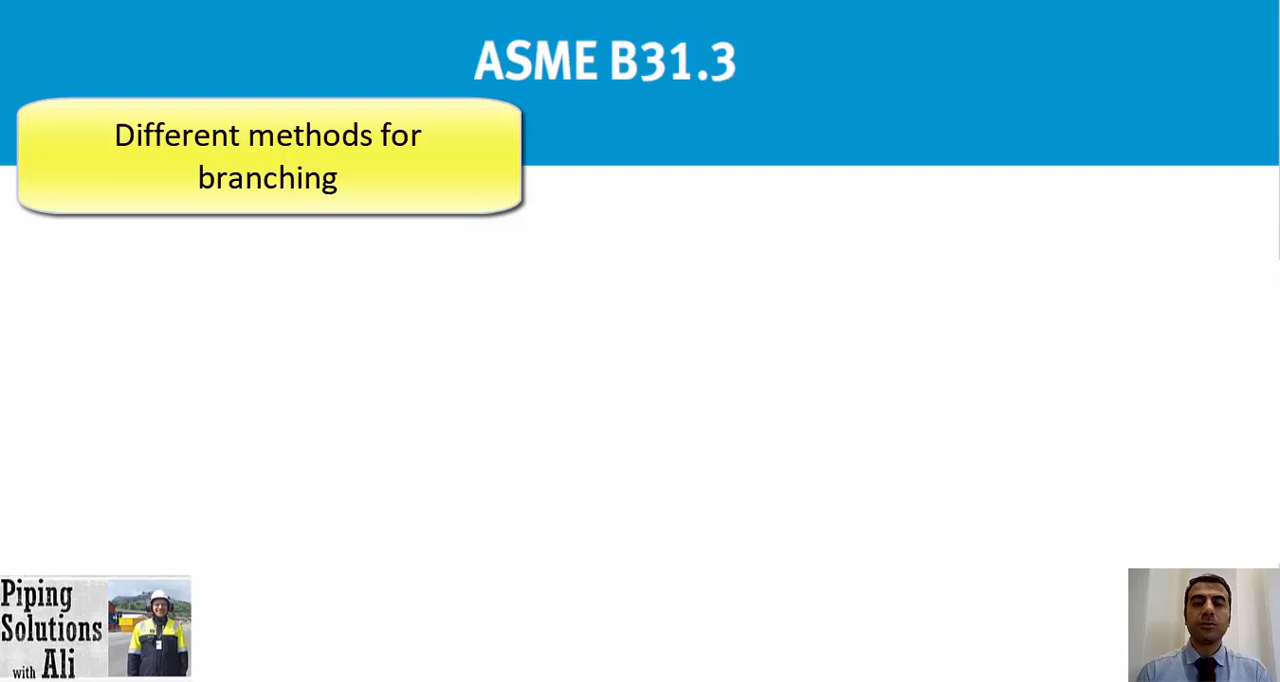 ASME B31.3
Different methods for
branching
Piping
Solutions
with Ali